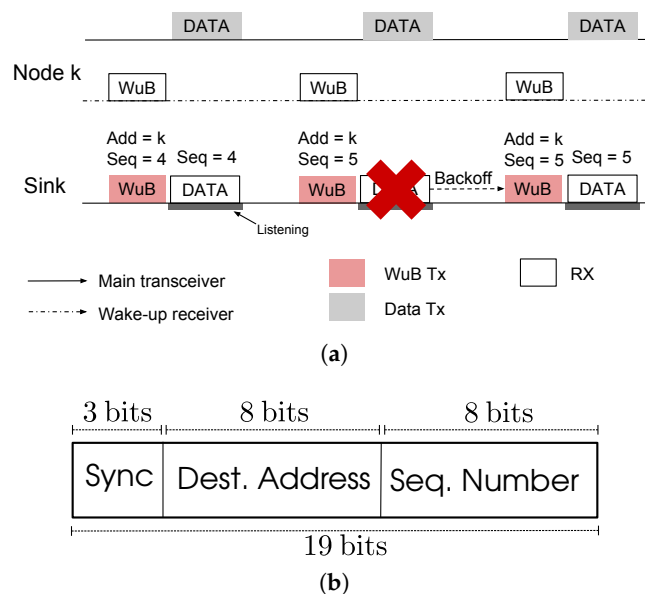 DATA DATA DATA
Node k
WuB WuB WuB
Add = k Add = k Add = k
Seq = 4 Seq = 4 Seq = 5 Seq = 5 Seq = 5
Sink WuB DATA WuB DATA Backoff WuB DATA
Listening
Main transceiver WuB Tx RX
Wake-up receiver Data Tx
(a)
3 bits 8 bits 8 bits
Sync Dest. Address Seq. Number
19 bits
(b)